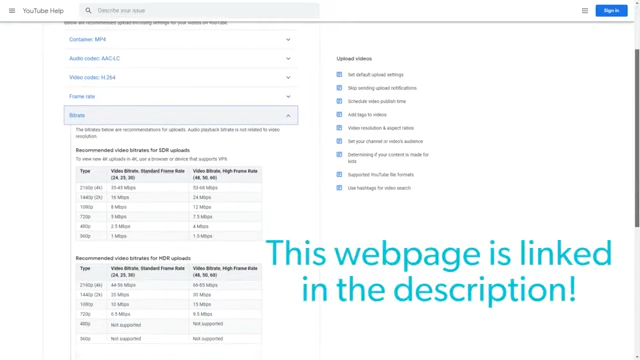 YouTube Help
Describe your issue
Sign in
below are recommended upload encoding settings for your videos on YouTube.
Container: MP4
Audio codec: AAC-LC
Video codec: H.264
Frame rate
Bitrate
The bitrates below are recommendations for uploads. Audio playback bitrate is not related to video
resolution.
Recommended video bitrates for SDR uploads
To view new 4K uploads in 4K, use a browser or device that supports VP9.
Type Video Bitrate, Standard Frame Rate (24, 25, 30) Video Bitrate, High Frame Rate (48, 50, 60)
2160p (4k) 35-45 Mbps 53-68 Mbps
1440p (2k) 16 Mbps 24 Mbps
1080p 8 Mbps 12 Mbps
720p 5 Mbps 7.5 Mbps
480p 2.5 Mbps 4 Mbps
360p 1 Mbps 1.5 Mbps
Recommended video bitrates for HDR uploads
Type Video Bitrate, Standard Frame Rate (24, 25, 30) Video Bitrate, High Frame Rate (48, 50, 60)
2160p (4k) 44-56 Mbps 66-85 Mbps
1440p (2k) 20 Mbps 30 Mbps
1080p 10 Mbps 15 Mbps
720p 6.5 Mbps 9.5 Mbps
480p Not supported Not supported
360p Not supported Not supported
Upload videos
Set default upload settings
Skip sending upload notifications
Schedule video publish time
Add tags to videos
Video resolution & aspect ratios
Set your channel or video's audience
Determining if your content is made for
kids
Supported YouTube file formats
Use hashtags for video search
This webpage is linked
in the description!